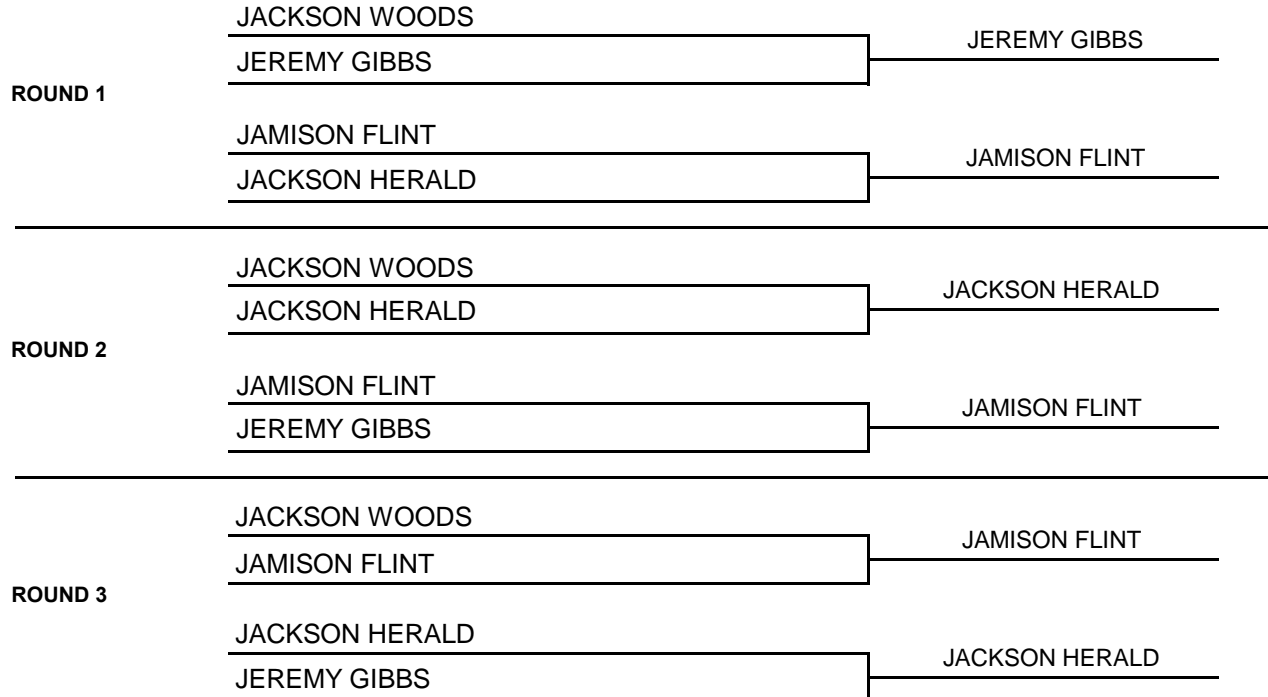 JACKSON WOODS
JEREMY GIBBS
JEREMY GIBBS
ROUND 1
JAMISON FLINT
JAMISON FLINT
JACKSON HERALD
JACKSON WOODS
JACKSON HERALD
JACKSON HERALD
ROUND 2
JAMISON FLINT
JAMISON FLINT
JEREMY GIBBS
JACKSON WOODS
JAMISON FLINT
JAMISON FLINT
ROUND 3
JACKSON HERALD
JACKSON HERALD
JEREMY GIBBS